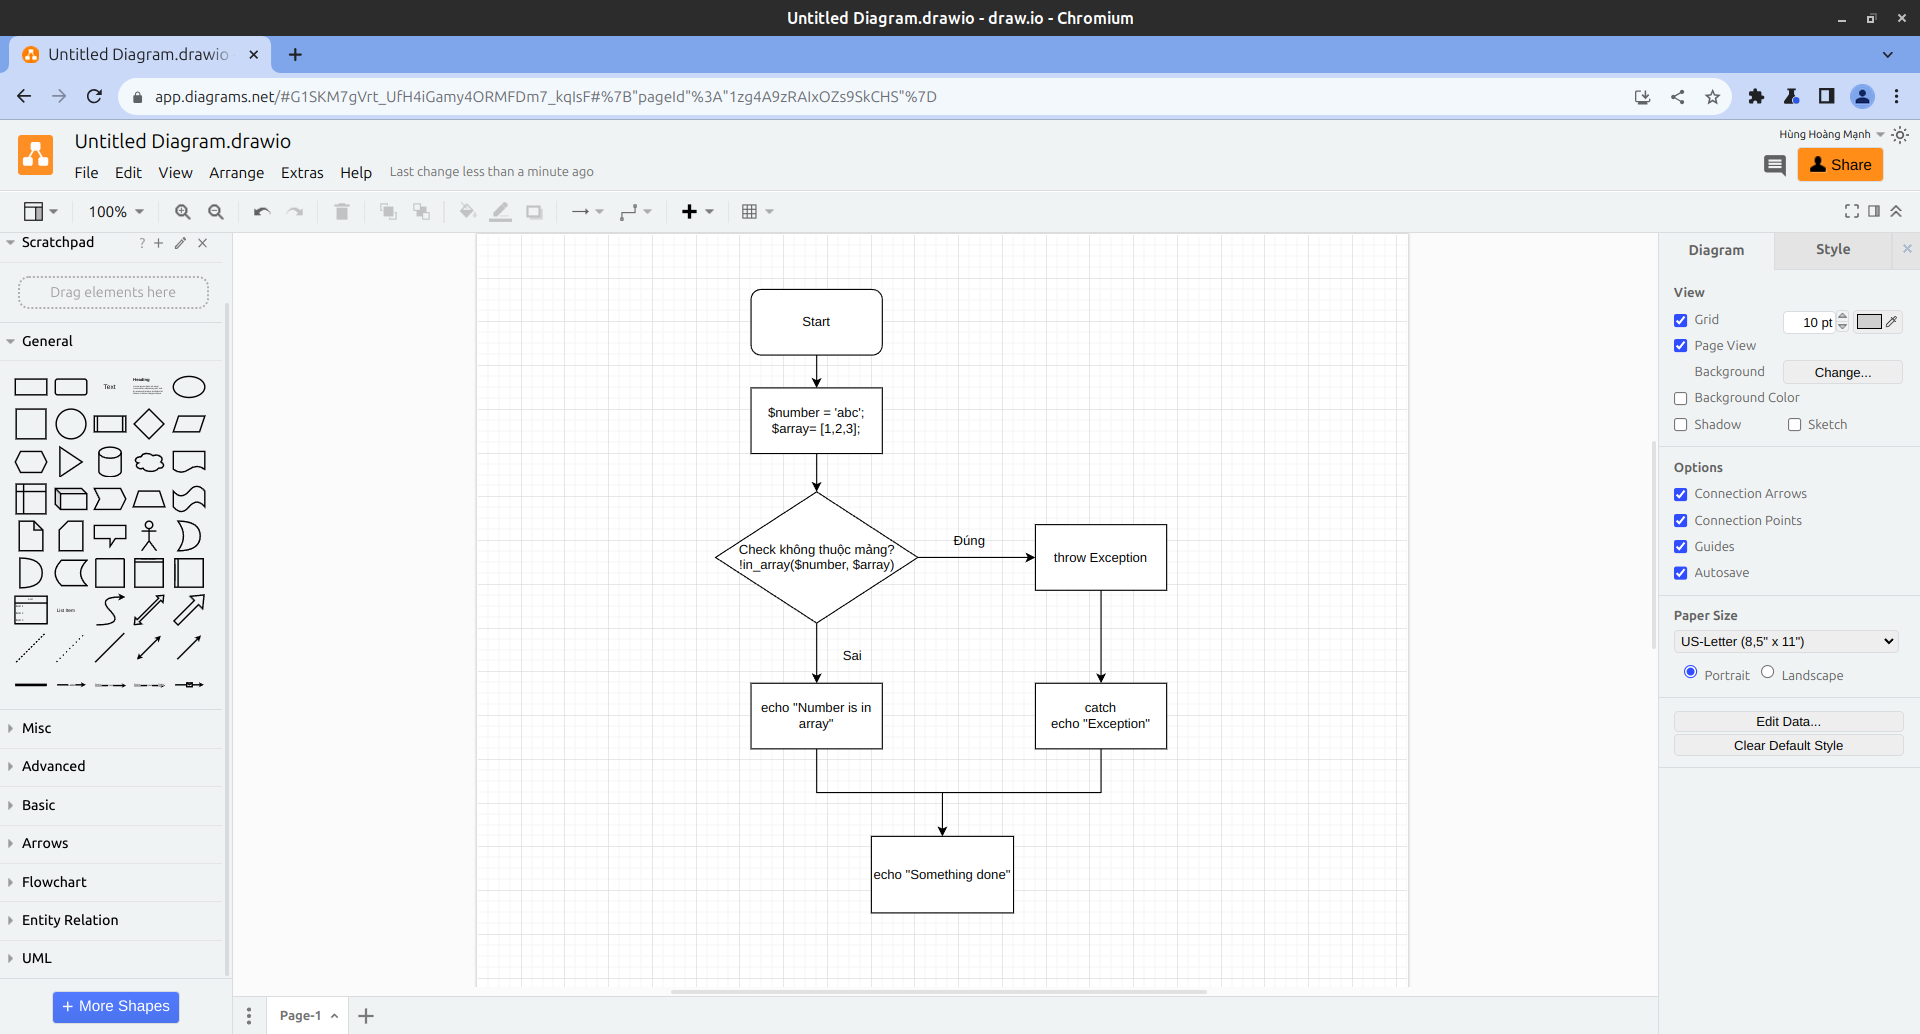 Untitled Diagram.drawio - draw.io - Chromium
Untitled Diagram.drawio
app.diagrams.net/#G1SKM7gVrt_UfH4iGamy4ORMFDm7_kqIsF#%7B"pageId"%3A"1zg4A9zRAIxOZs9SkCHS"%7D
Untitled Diagram.drawio
Hùng Hoàng Mạnh
File Edit View Arrange Extras Help Last change less than a minute ago
Share
100%
Scratchpad
?
Drag elements here
General
Text
Heading
List Item
Misc
Advanced
Basic
Arrows
Flowchart
Entity Relation
UML
+ More Shapes
Start
$number = 'abc';
$array= [1,2,3];
Check không thuộc mảng?
!in_array($number, $array)
Đúng
throw Exception
Sai
echo "Number is in
array"
catch
echo "Exception"
echo "Something done"
Page-1
Diagram Style
View
Grid 10 pt
Page View
Background Change...
Background Color
Shadow Sketch
Options
Connection Arrows
Connection Points
Guides
Autosave
Paper Size
US-Letter (8,5" x 11")
Portrait Landscape
Edit Data...
Clear Default Style